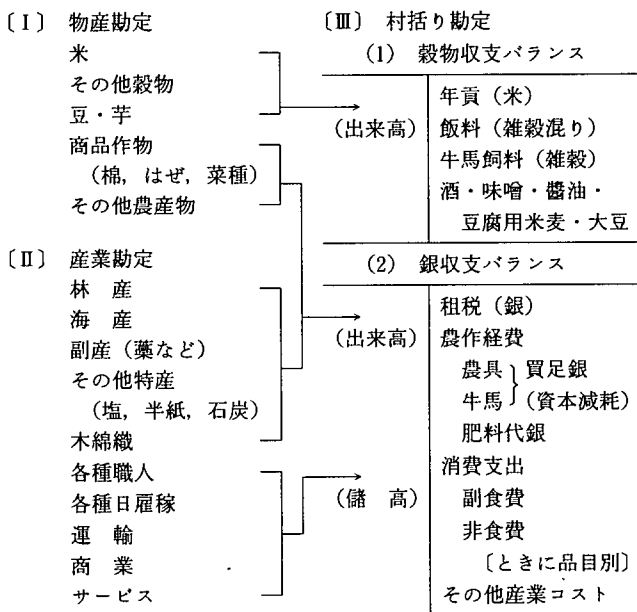 〔Ⅰ〕 物産勘定
米
その他穀物
豆・芋
商品作物
(棉，はぜ，菜種)
その他農産物
〔Ⅱ〕 産業勘定
林 産
海 産
副産(藁など)
その他特産
(塩，半紙，石炭)
木綿織
各種職人
各種日雇稼
運 輸
商 業
サービス
〔Ⅲ〕 村括り勘定
(1) 穀物収支バランス
(出来高)
年貢(米)
飯料(雑穀混り)
牛馬飼料(雑穀)
酒・味噌・醬油・
豆腐用米麦・大豆
(2) 銀収支バランス
(出来高)
(儲 高)
租税(銀)
農作経費
農具 買足銀
牛馬 (資本減耗)
肥料代銀
消費支出
副食費
非食費
〔ときに品目別〕
その他産業コスト